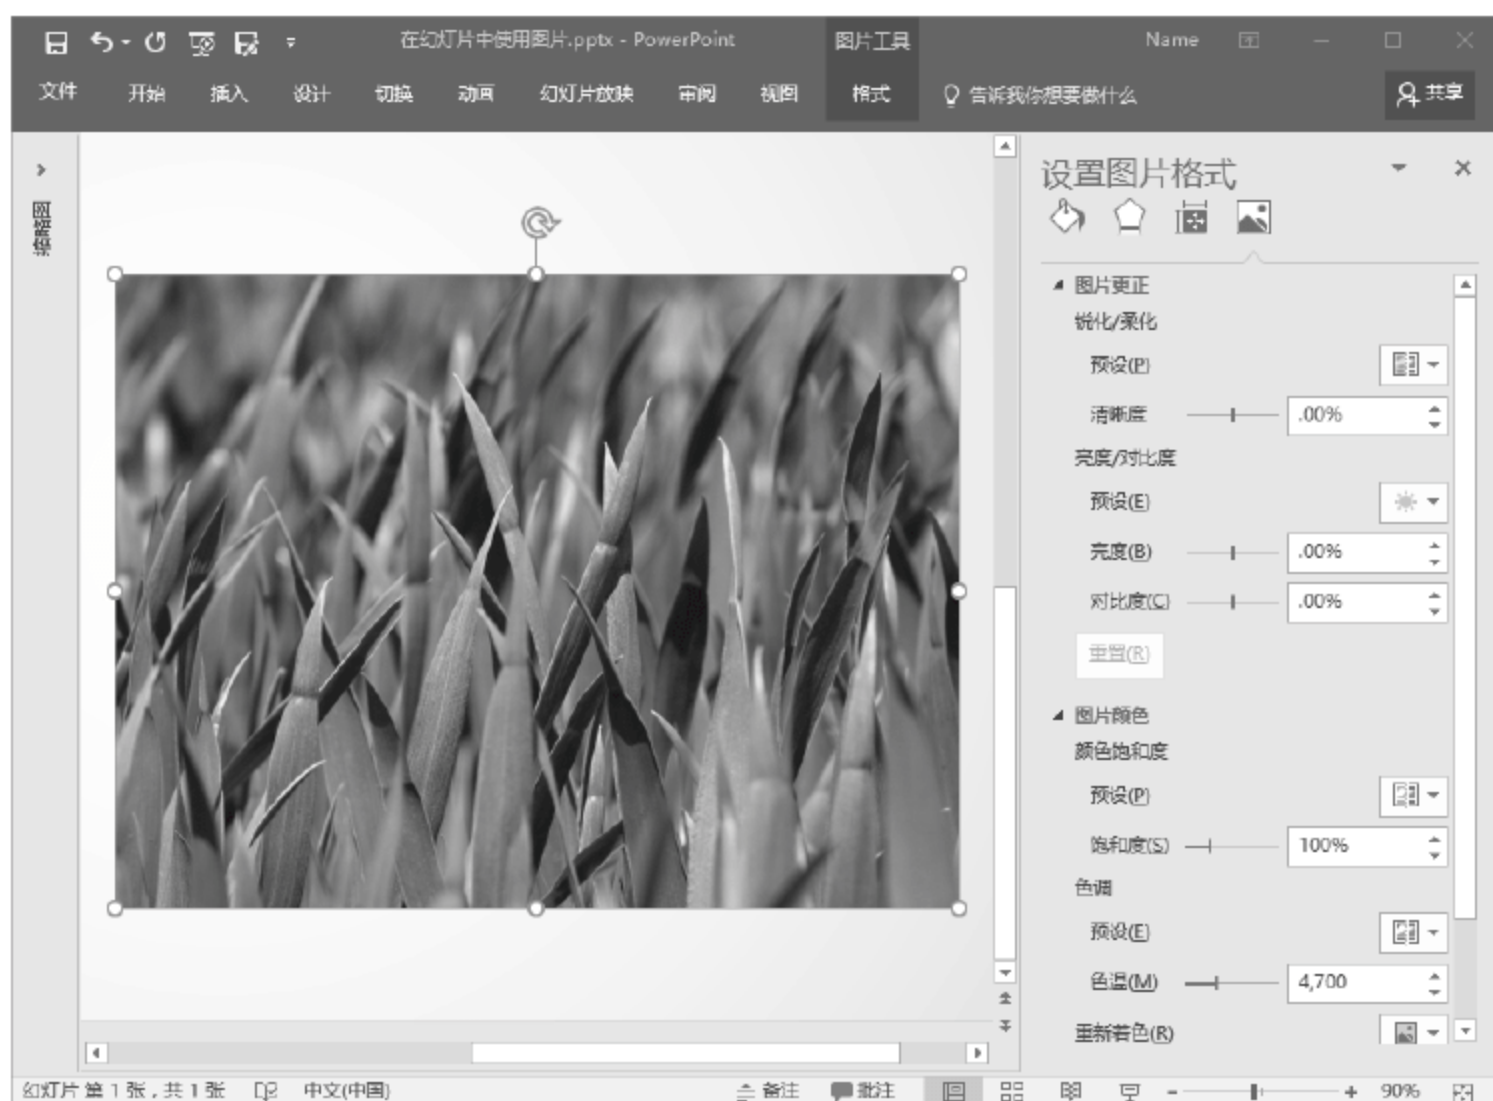 在幻灯片中使用图片.pptx - PowerPoint
图片工具
Name
文件 开始 插入 设计 切换 动画 幻灯片放映 审阅 视图 格式 告诉我你想要做什么 共享
缩略图
设置图片格式
图片更正
锐化/柔化
预设(P)
清晰度 .00%
亮度/对比度
预设(E)
亮度(B) .00%
对比度(C) .00%
重置(R)
图片颜色
颜色饱和度
预设(P)
饱和度(S) 100%
色调
预设(E)
色温(M) 4,700
重新着色(R)
幻灯片 第 1 张，共 1 张 中文(中国) 备注 批注 90%